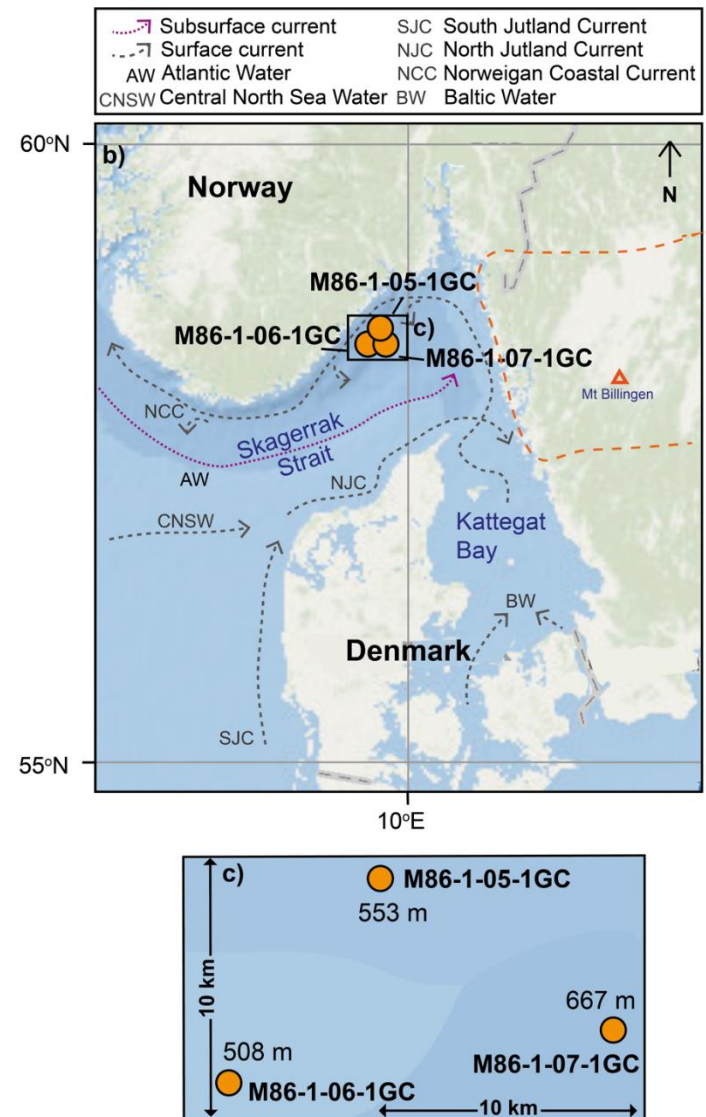 Subsurface current
Surface current
AW Atlantic Water
CNSW Central North Sea Water
SJC South Jutland Current
NJC North Jutland Current
NCC Norweigan Coastal Current
BW Baltic Water
60°N
b)
Norway
N
M86-1-05-1GC
M86-1-06-1GC
c)
M86-1-07-1GC
Mt Billingen
NCC
Skagerrak
Strait
AW
NJC
CNSW
Kattegat
Bay
BW
Denmark
SJC
55°N
10°E
c)
M86-1-05-1GC
553 m
10 km
667 m
508 m
M86-1-07-1GC
M86-1-06-1GC
10 km